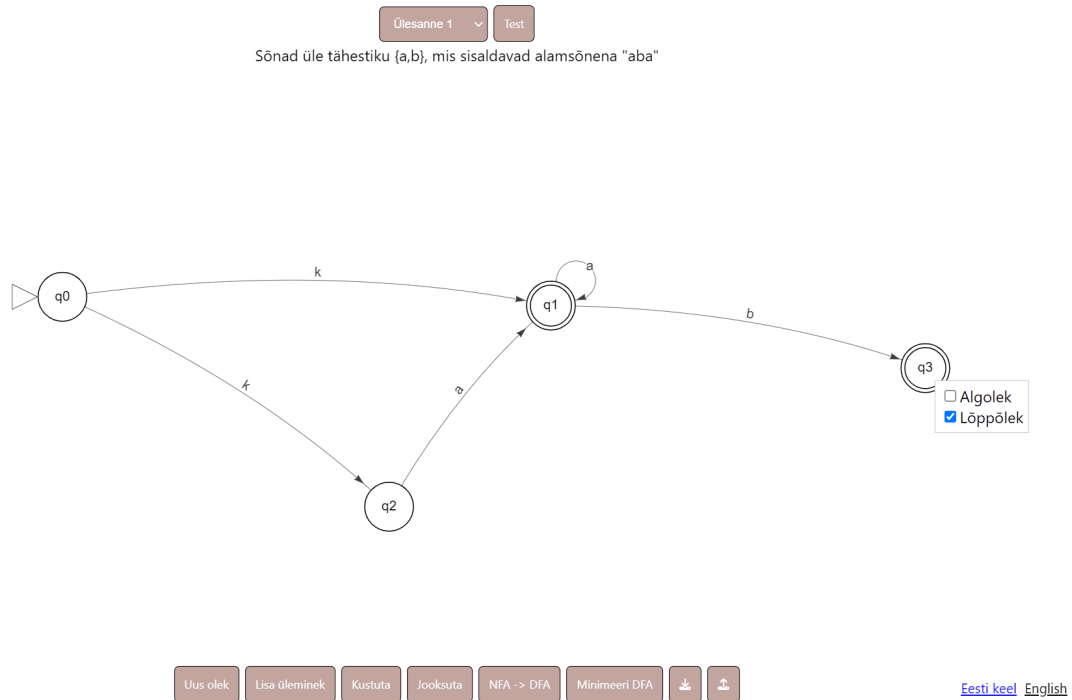 Ülesanne 1 Test
Sõnad üle tähestiku {a,b}, mis sisaldavad alamsõnena "aba"
a
k
q0
q1
b
q3
k
a
Algolek
Lõppõlek
q2
Uus olek Lisa üleminek Kustuta Jooksuta NFA -> DFA Minimeeri DFA
Eesti keel English